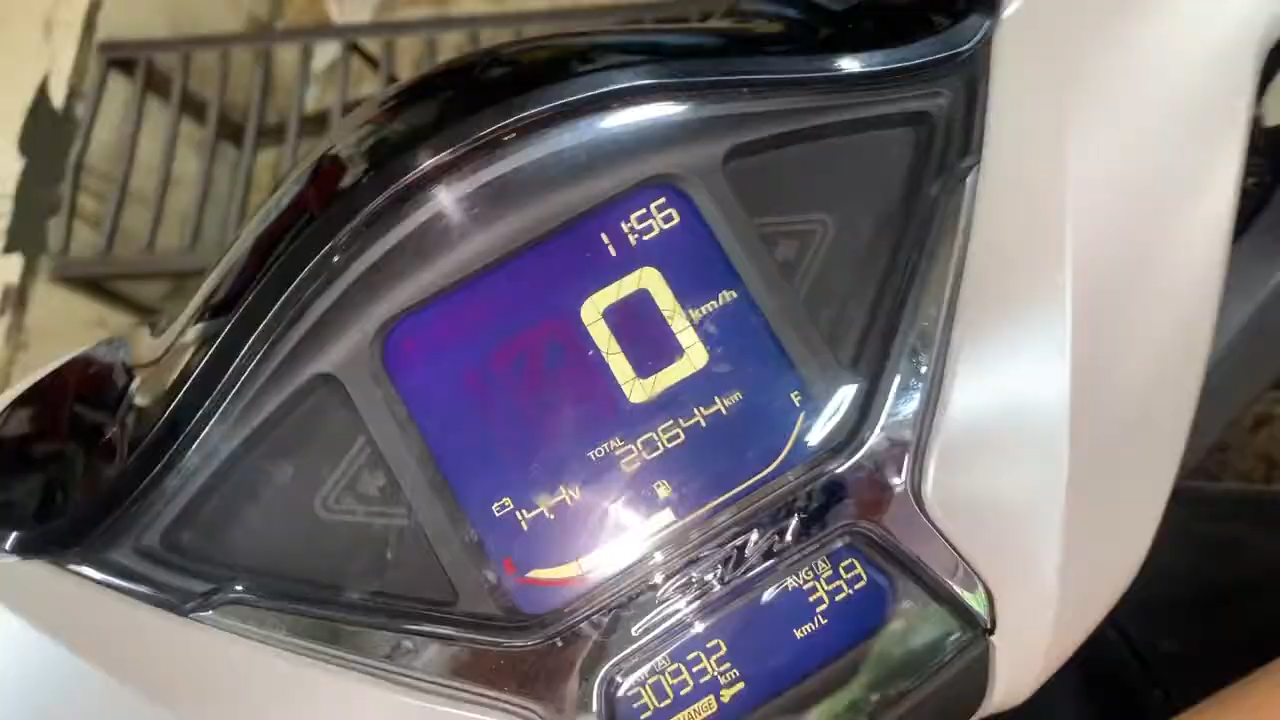 11:56
0 km/h
TOTAL 20644 km
14.4V
F
E
AVG [A]
35.9
km/L
[A]
3093.2 km
CHANGE